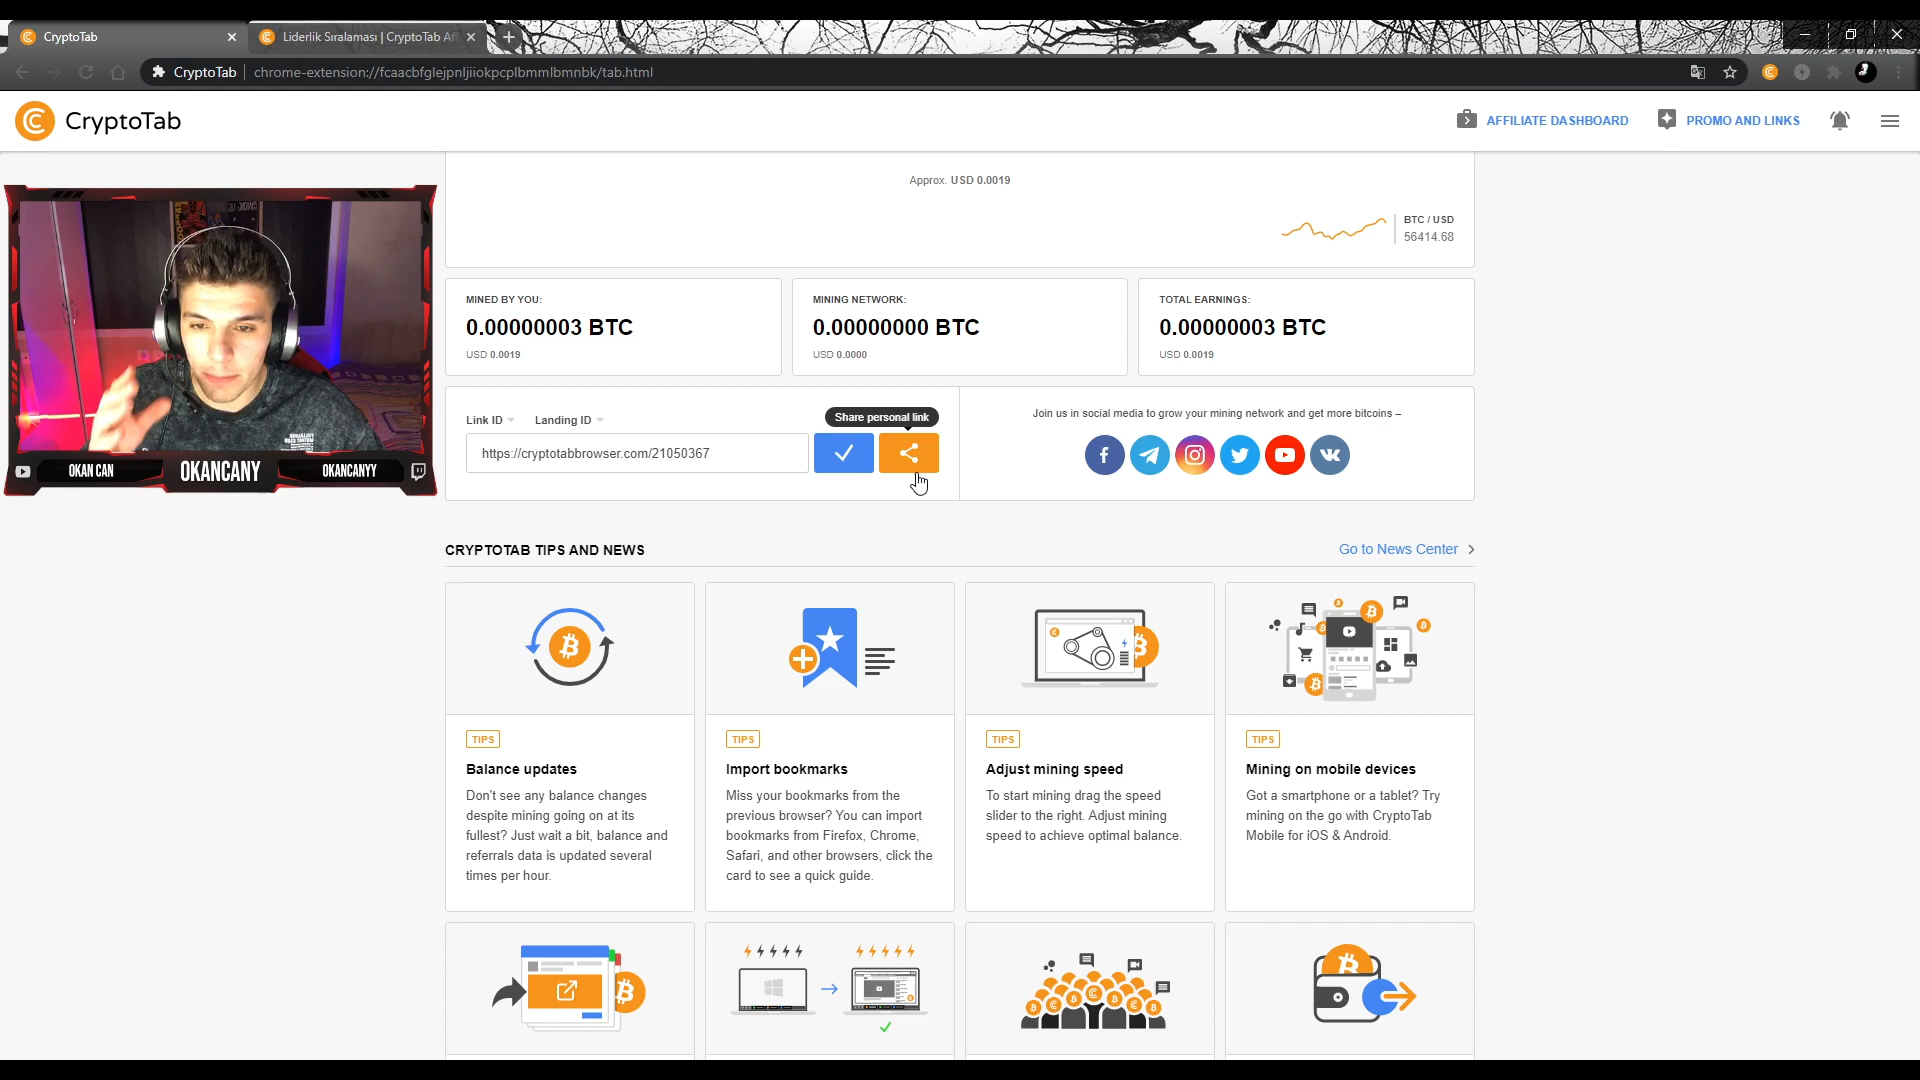 CryptoTab
Liderlik Sıralaması | CryptoTab Af
CryptoTab
chrome-extension://fcaacbfglejpnljiiokpcplbmmlbmnbk/tab.html
CryptoTab
AFFILIATE DASHBOARD
PROMO AND LINKS
Approx. USD 0.0019
BTC / USD
56414.68
MINED BY YOU:
0.00000003 BTC
USD 0.0019
MINING NETWORK:
0.00000000 BTC
USD 0.0000
TOTAL EARNINGS:
0.00000003 BTC
USD 0.0019
Link ID
Landing ID
Share personal link
https://cryptotabbrowser.com/21050367
Join us in social media to grow your mining network and get more bitcoins –
OKAN CAN
OKANCANY
OKANCANYY
CRYPTOTAB TIPS AND NEWS
Go to News Center
TIPS
Balance updates
Don't see any balance changes
despite mining going on at its
fullest? Just wait a bit, balance and
referrals data is updated several
times per hour.
TIPS
Import bookmarks
Miss your bookmarks from the
previous browser? You can import
bookmarks from Firefox, Chrome,
Safari, and other browsers, click the
card to see a quick guide.
TIPS
Adjust mining speed
To start mining drag the speed
slider to the right. Adjust mining
speed to achieve optimal balance.
TIPS
Mining on mobile devices
Got a smartphone or a tablet? Try
mining on the go with CryptoTab
Mobile for iOS & Android.